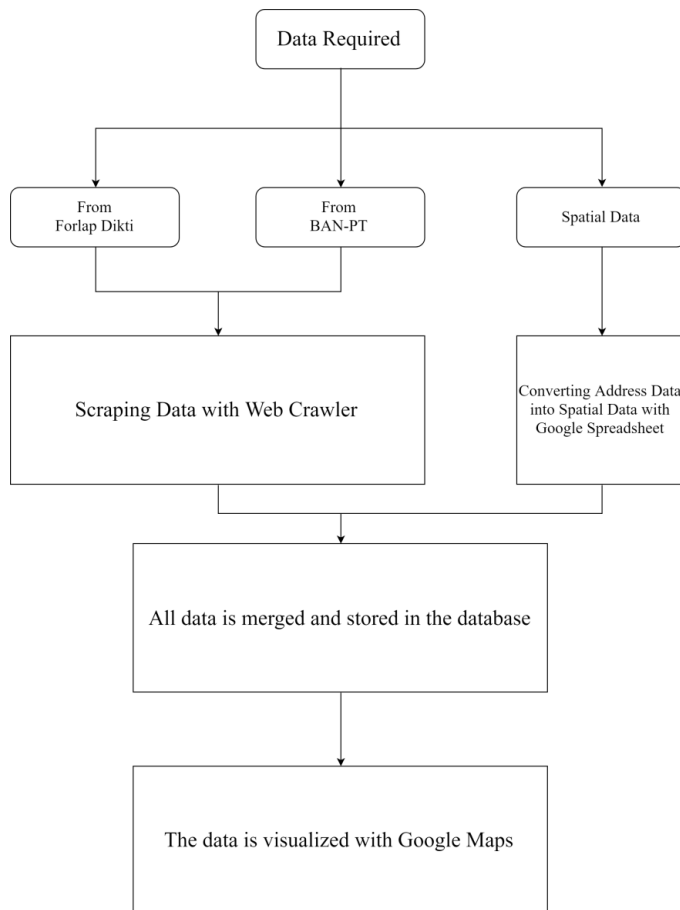 Data Required
From
Forlap Dikti
From
BAN-PT
Spatial Data
Scraping Data with Web Crawler
Converting Address Data
into Spatial Data with
Google Spreadsheet
All data is merged and stored in the database
The data is visualized with Google Maps